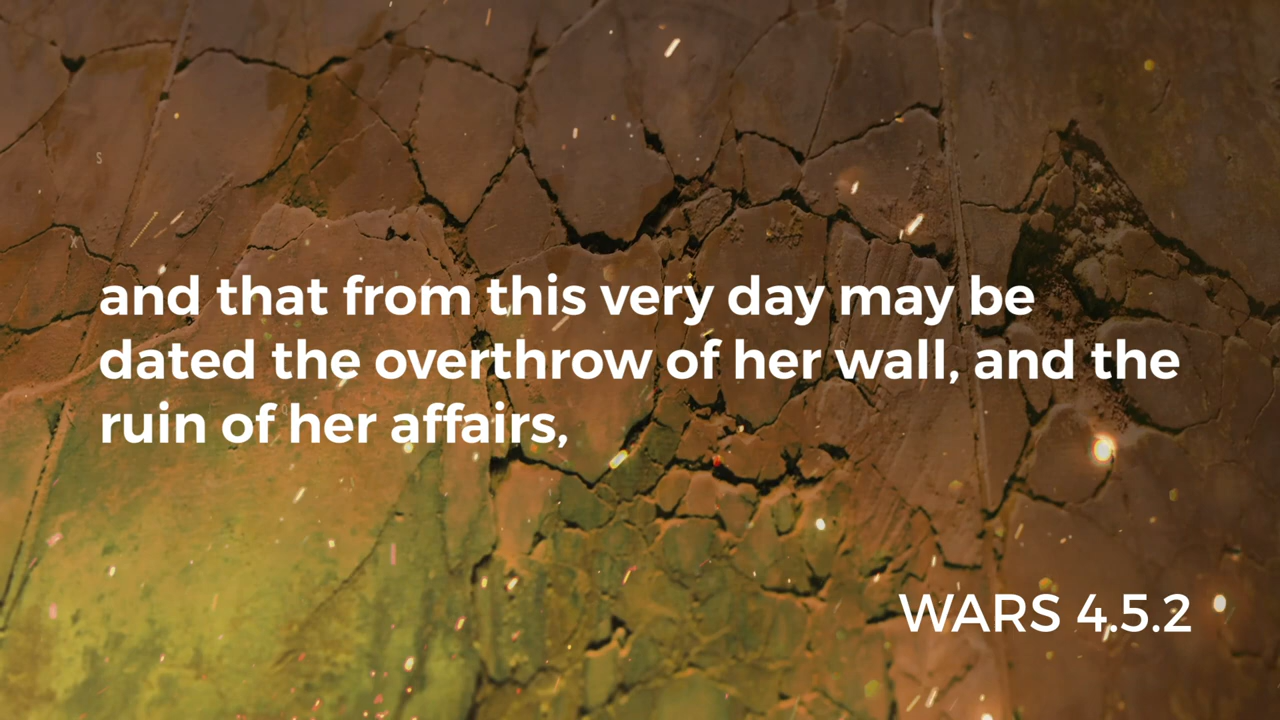 and that from this very day may be
dated the overthrow of her wall, and the
ruin of her affairs,
WARS 4.5.2